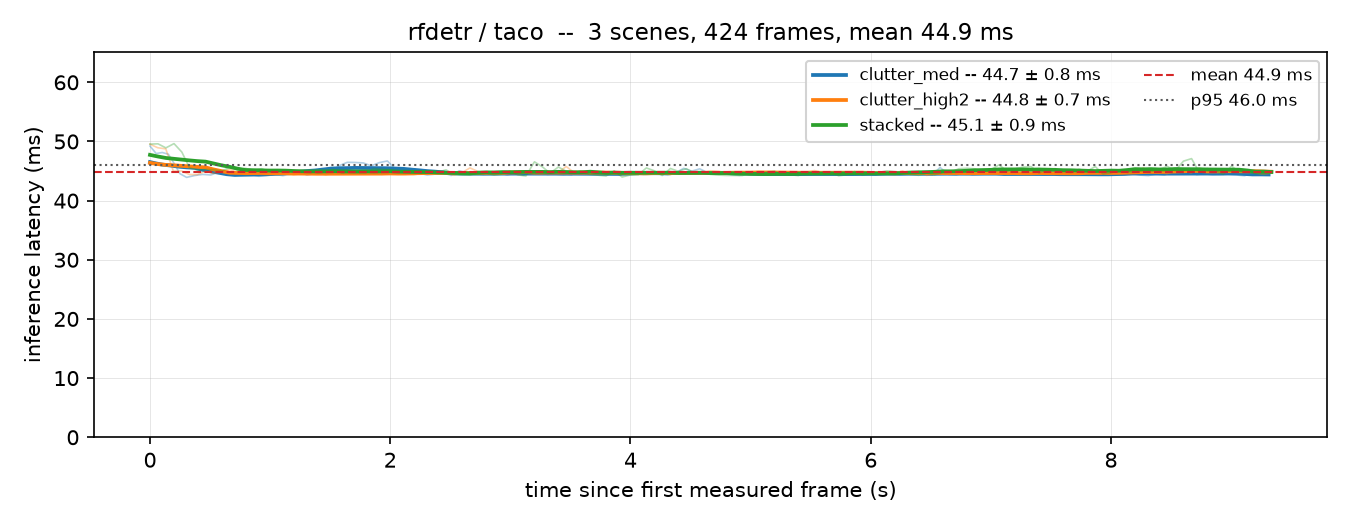 rfdetr / taco  --  3 scenes, 424 frames, mean 44.9 ms
clutter_med -- 44.7 ± 0.8 ms
clutter_high2 -- 44.8 ± 0.7 ms
stacked -- 45.1 ± 0.9 ms
mean 44.9 ms
p95 46.0 ms
inference latency (ms)
60
50
40
30
20
10
0
0 2 4 6 8
time since first measured frame (s)